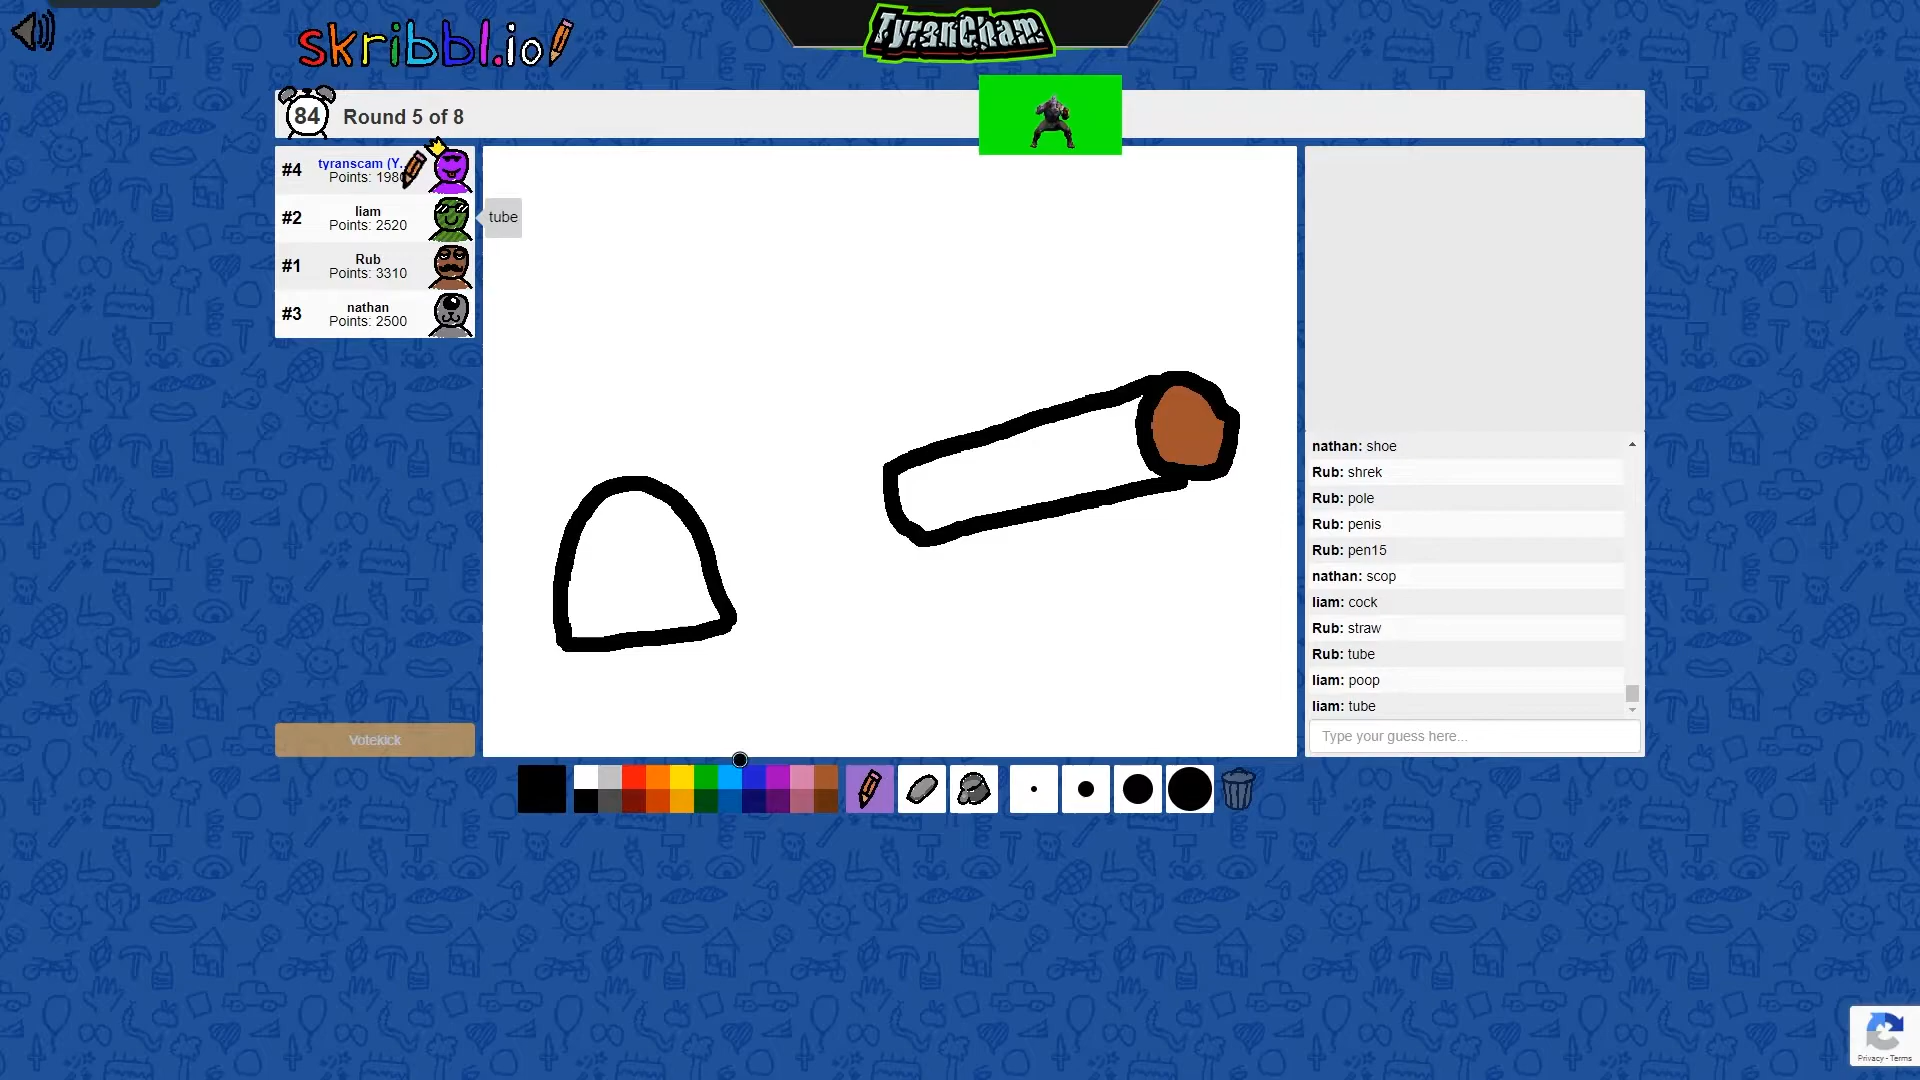 skribbl.io
TyranCham
84
Round 5 of 8
#4
tyranscam (Y...
Points: 1980
#2
liam
Points: 2520
tube
#1
Rub
Points: 3310
#3
nathan
Points: 2500
nathan: shoe
Rub: shrek
Rub: pole
Rub: penis
Rub: pen15
nathan: scop
liam: cock
Rub: straw
Rub: tube
liam: poop
liam: tube
Type your guess here...
Votekick
Privacy - Terms